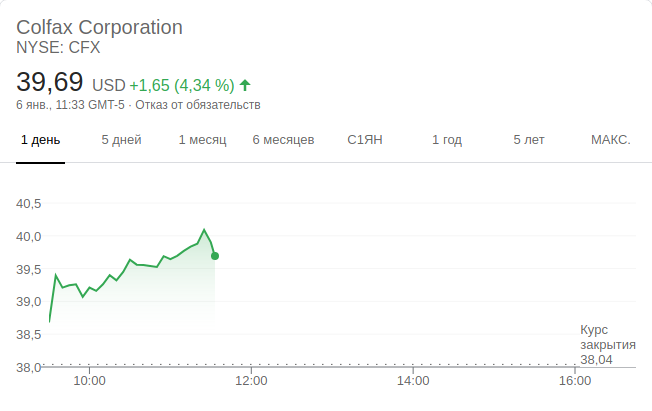 Colfax Corporation
NYSE: CFX
39,69 USD +1,65 (4,34 %)
6 янв., 11:33 GMT-5 · Отказ от обязательств
1 день 5 дней 1 месяц 6 месяцев С1ЯН 1 год 5 лет МАКС.
40,5
40,0
39,5
39,0
38,5
38,0
Курс
закрытия
38,04
10:00 12:00 14:00 16:00